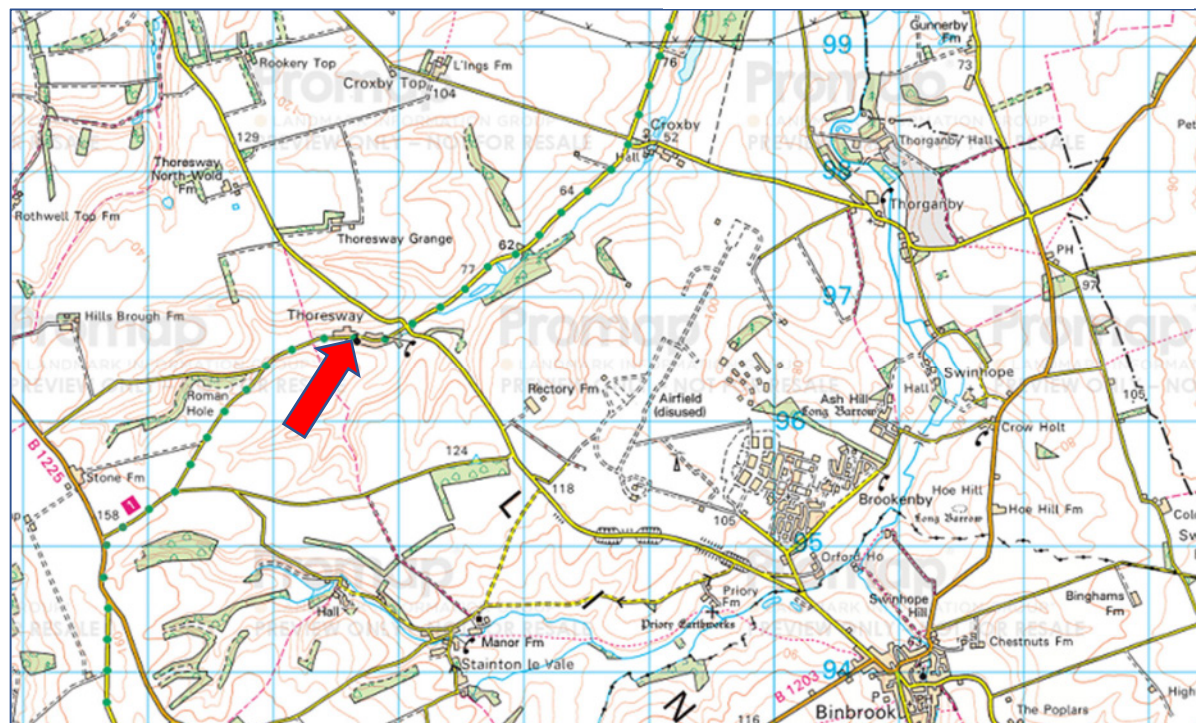 99
Gunnerby
Fm
73
Rookery Top
L'Ings Fm
Croxby Top
104
76
Promap
LANDMARK INFORMATION GROUP
PREVIEW ONLY – NOT FOR RESALE
129
Croxby
52
Hall
Thorganby Hall
Thoresway
North-Wold
Fm
98
64
Rothwell Top Fm
Thorganby
Thoresway Grange
62
77
PH
97
97
Hills Brough Fm
Thoresway
Promap
Rectory Fm
Airfield
(disused)
Swinhope
Hall
Ash Hill
Long Barrow
105
Roman
Hole
96
Crow Holt
B 1225
124
Stone Fm
118
Brookenby
Hoe Hill
Long Barrow
Hoe Hill Fm
1
158
105
95
Orford Ho
Hall
Priory
Fm
Priory Earthworks
Swinhope
Hill
Binghams
Fm
Manor Fm
Chestnuts Fm
Stainton le Vale
94
B 1203
P
116
Binbrook
The Poplars